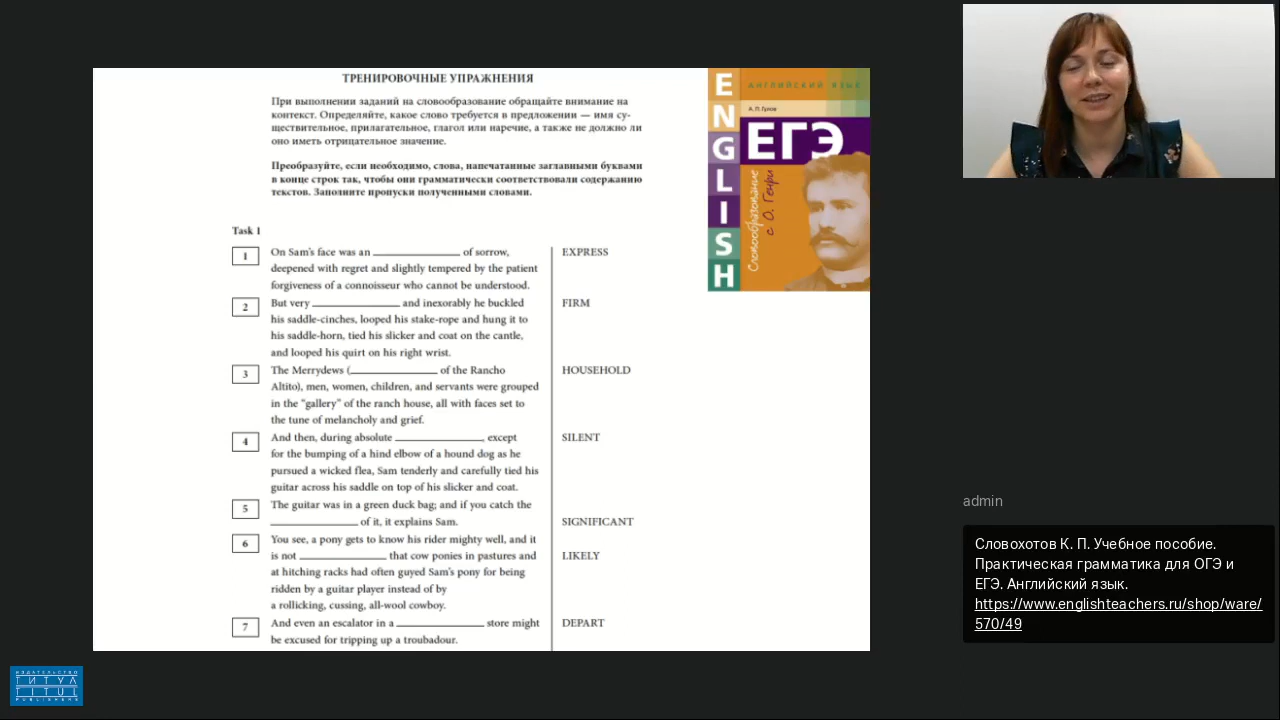 ТРЕНИРОВОЧНЫЕ УПРАЖНЕНИЯ
При выполнении заданий на словообразование обращайте внимание на
контекст. Определяйте, какое слово требуется в предложении — имя су-
ществительное, прилагательное, глагол или наречие, а также не должно ли
оно иметь отрицательное значение.
Преобразуйте, если необходимо, слова, напечатанные заглавными буквами
в конце строк так, чтобы они грамматически соответствовали содержанию
текстов. Заполните пропуски полученными словами.
Task 1
1 On Sam's face was an ____________ of sorrow, EXPRESS
deepened with regret and slightly tempered by the patient
forgiveness of a connoisseur who cannot be understood.
2 But very ____________ and inexorably he buckled FIRM
his saddle-cinches, looped his stake-rope and hung it to
his saddle-horn, tied his slicker and coat on the cantle,
and looped his quirt on his right wrist.
3 The Merrydews (____________ of the Rancho HOUSEHOLD
Altito), men, women, children, and servants were grouped
in the “gallery” of the ranch house, all with faces set to
the tune of melancholy and grief.
4 And then, during absolute ____________, except SILENT
for the bumping of a hind elbow of a hound dog as he
pursued a wicked flea, Sam tenderly and carefully tied his
guitar across his saddle on top of his slicker and coat.
5 The guitar was in a green duck bag; and if you catch the
____________ of it, it explains Sam. SIGNIFICANT
6 You see, a pony gets to know his rider mighty well, and it
is not ____________ that cow ponies in pastures and LIKELY
at hitching racks had often guyed Sam's pony for being
ridden by a guitar player instead of by
a rollicking, cussing, all-wool cowboy.
7 And even an escalator in a ____________ store might DEPART
be excused for tripping up a troubadour.
ENGLISH
АНГЛИЙСКИЙ ЯЗЫК
А. П. Гулов
ЕГЭ
Словообразование
с О. Генри
admin
Словохотов К. П. Учебное пособие.
Практическая грамматика для ОГЭ и
ЕГЭ. Английский язык.
https://www.englishteachers.ru/shop/ware/
570/49
ИЗДАТЕЛЬСТВО
ТИТУЛ
TITUL
PUBLISHERS